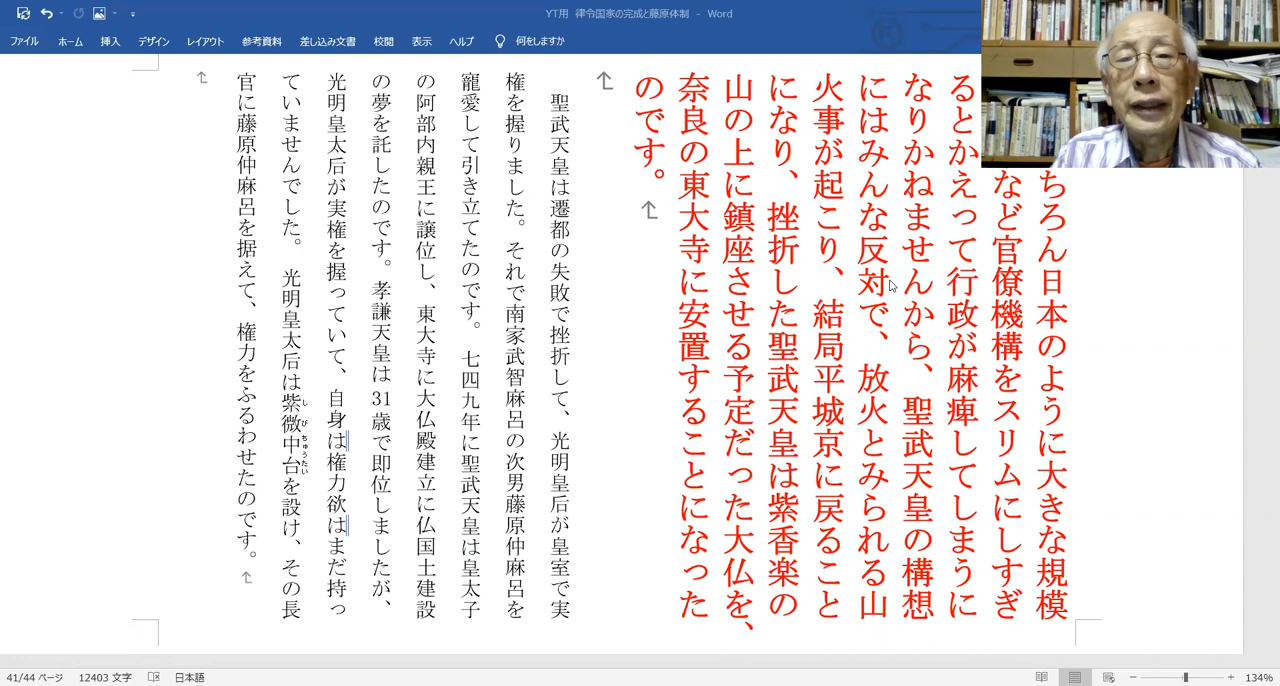 YT用 律令国家の完成と藤原体制 - Word
ファイル ホーム 挿入 デザイン レイアウト 参考資料 差し込み文書 校閲 表示 ヘルプ 何をしますか
ちろん日本のように大きな規模
など官僚機構をスリムにしすぎ
るとかえって行政が麻痺してしまうに
なりかねませんから、聖武天皇の構想
にはみんな反対で、放火とみられる山
火事が起こり、結局平城京に戻ること
になり、挫折した聖武天皇は紫香楽の
山の上に鎮座させる予定だった大仏を、
奈良の東大寺に安置することになった
のです。
聖武天皇は遷都の失敗で挫折して、光明皇后が皇室で実
権を握りました。それで南家武智麻呂の次男藤原仲麻呂を
寵愛して引き立てたのです。 七四九年に聖武天皇は皇太子
の阿部内親王に譲位し、東大寺に大仏殿建立に仏国土建設
の夢を託したのです。孝謙天皇は31歳で即位しましたが、
光明皇太后が実権を握っていて、自身は権力欲はまだ持っ
ていませんでした。 光明皇太后は紫微中台を設け、その長
しびちゅうたい
官に藤原仲麻呂を据えて、権力をふるわせたのです。
41/44 ページ 12403 文字 日本語 134%